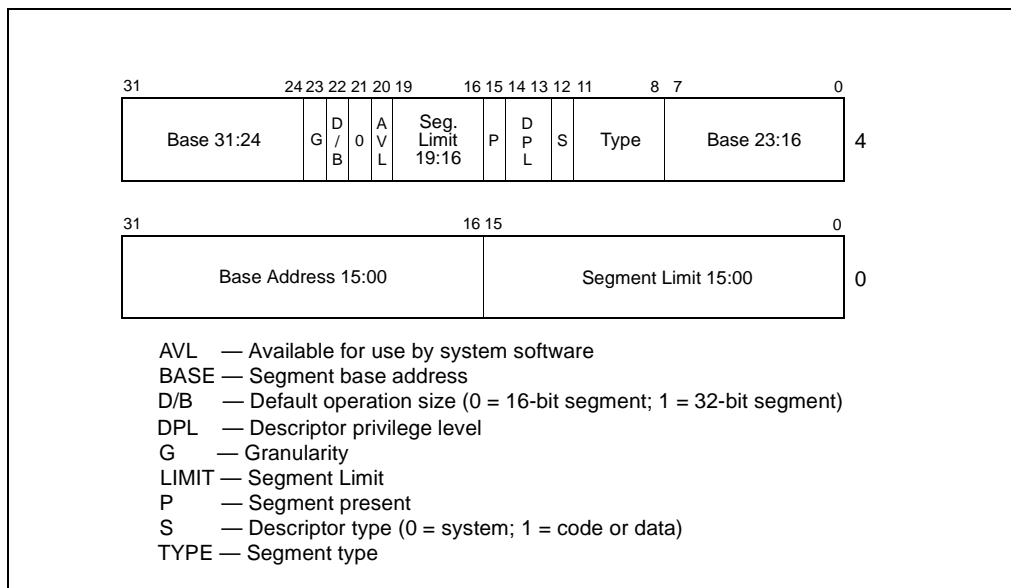 31 24 23 22 21 20 19 16 15 14 13 12 11 8 7 0
Base 31:24 G D/B 0 AVL Seg. Limit 19:16 P DPL S Type Base 23:16 4
31 16 15 0
Base Address 15:00 Segment Limit 15:00 0
AVL — Available for use by system software
BASE — Segment base address
D/B — Default operation size (0 = 16-bit segment; 1 = 32-bit segment)
DPL — Descriptor privilege level
G — Granularity
LIMIT — Segment Limit
P — Segment present
S — Descriptor type (0 = system; 1 = code or data)
TYPE — Segment type